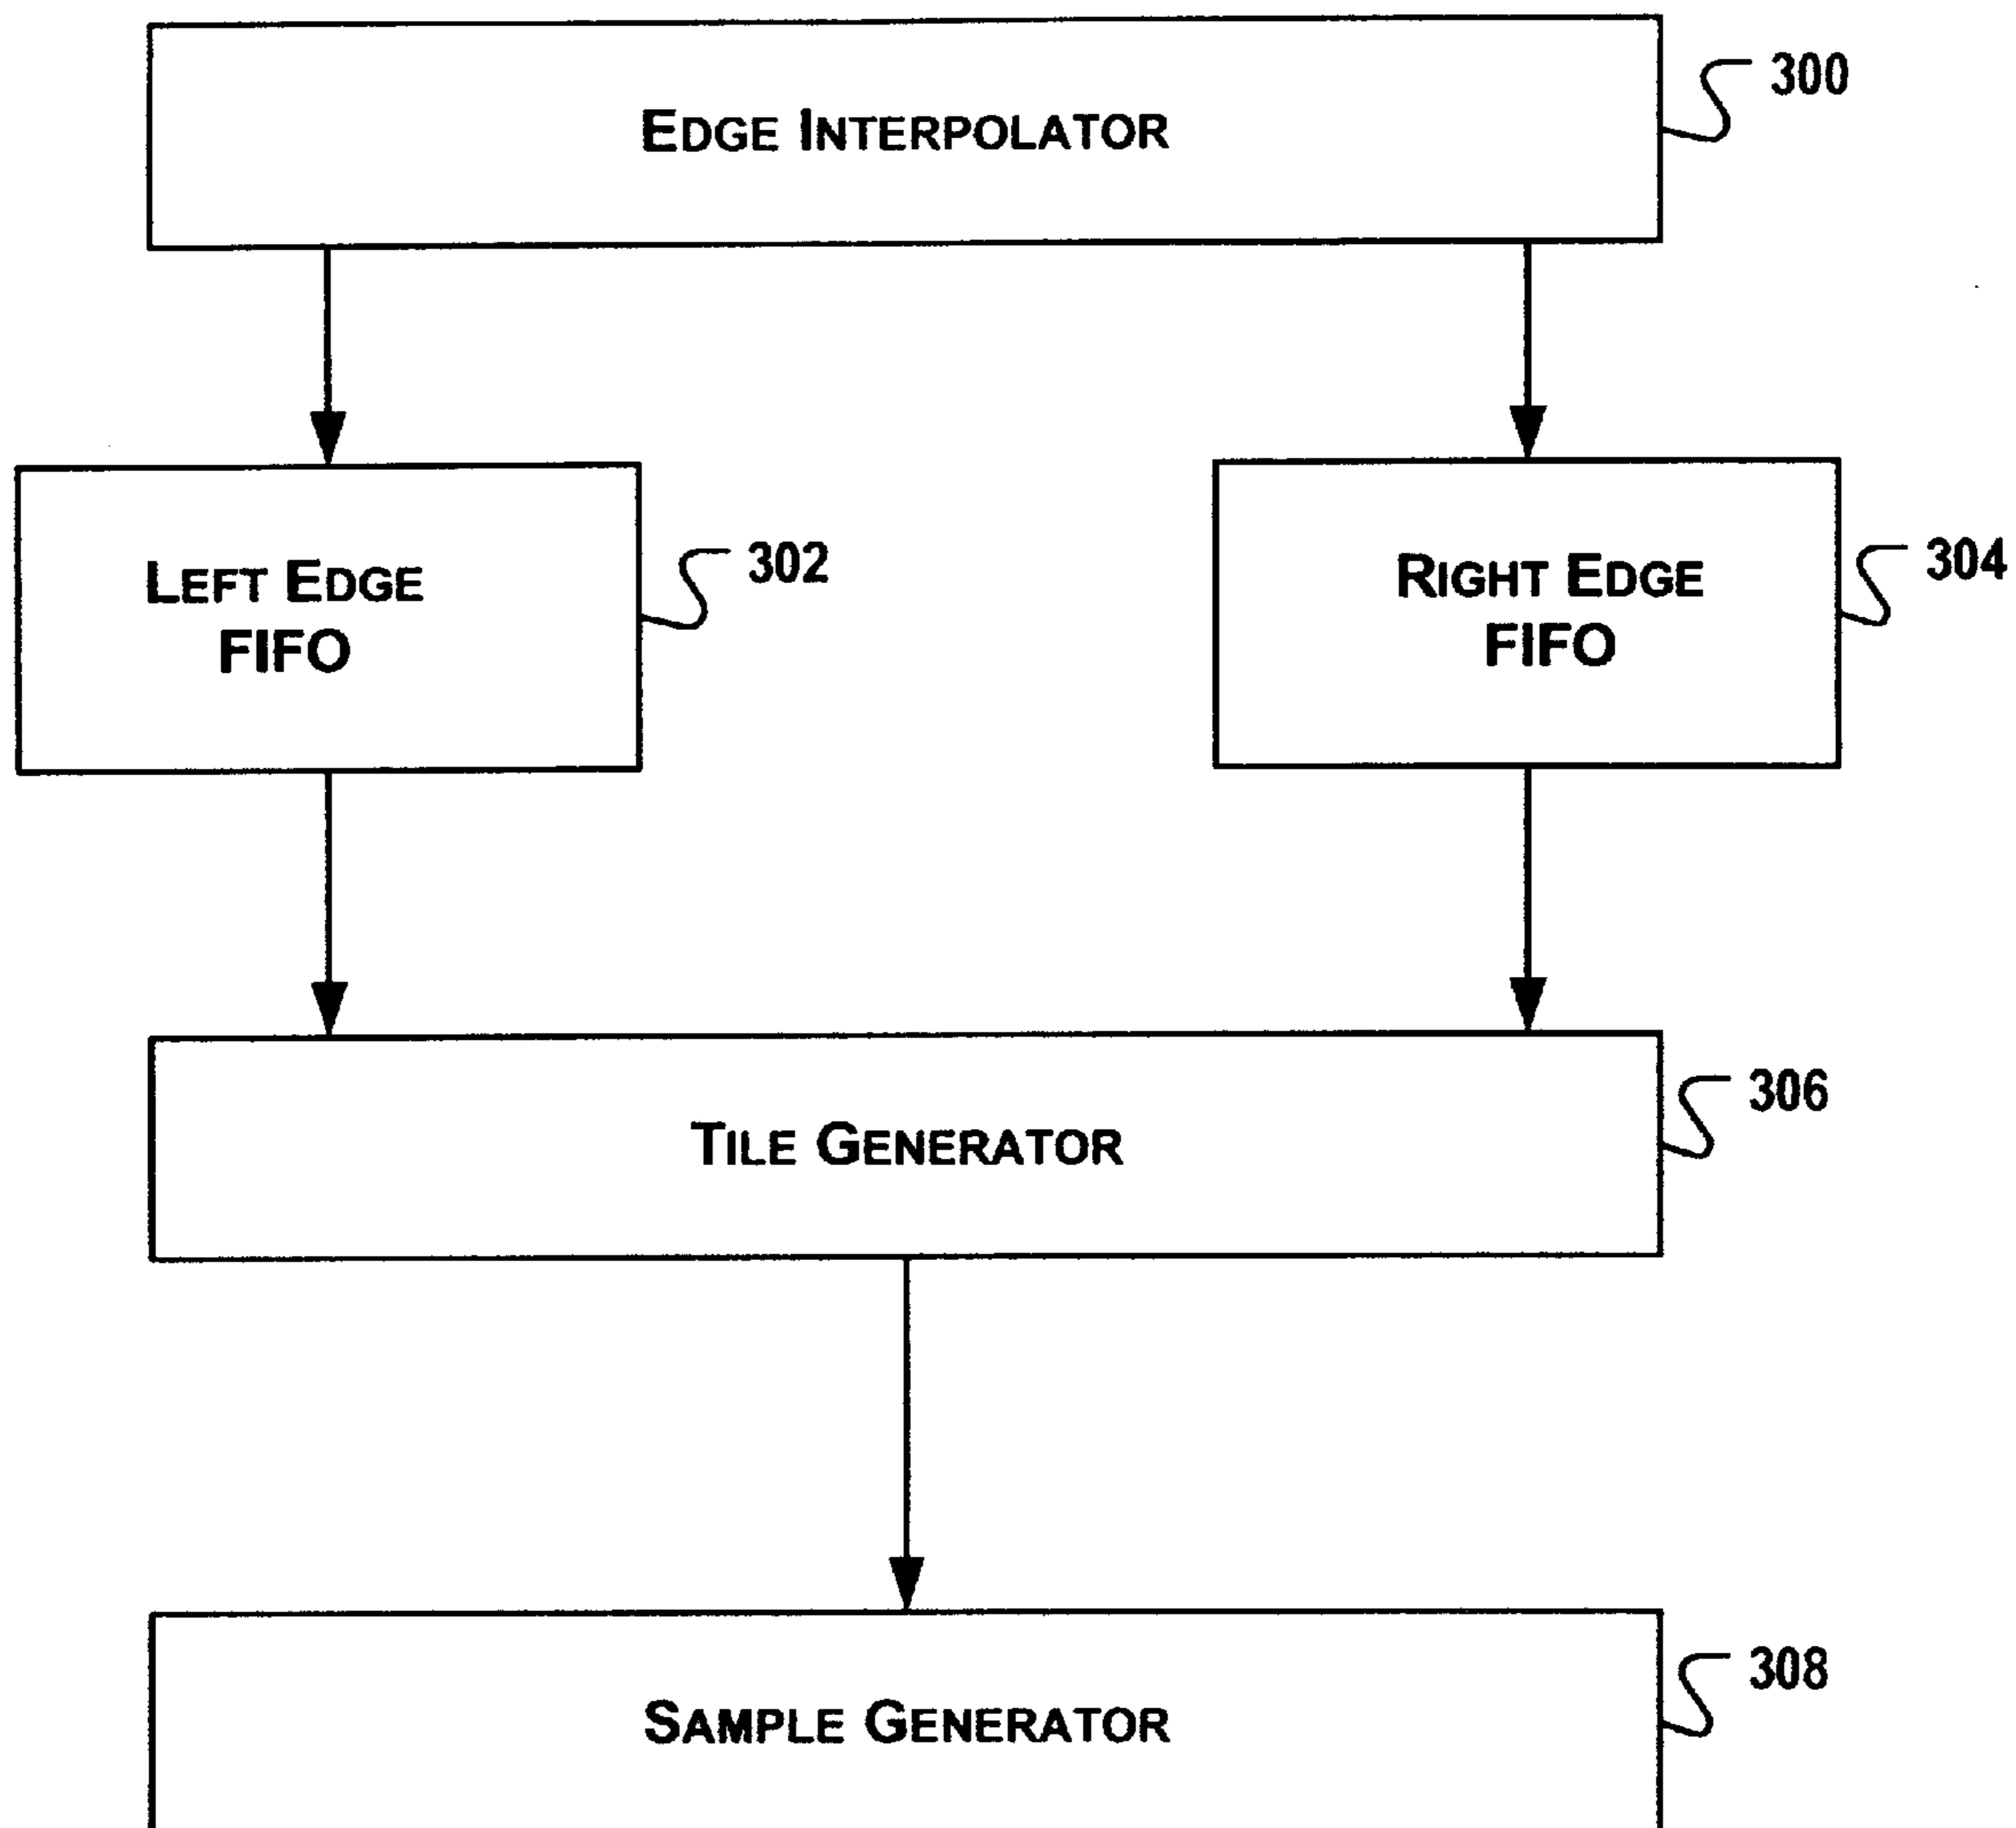 EDGE INTERPOLATOR
300
LEFT EDGE
FIFO
302
RIGHT EDGE
FIFO
304
TILE GENERATOR
306
SAMPLE GENERATOR
308